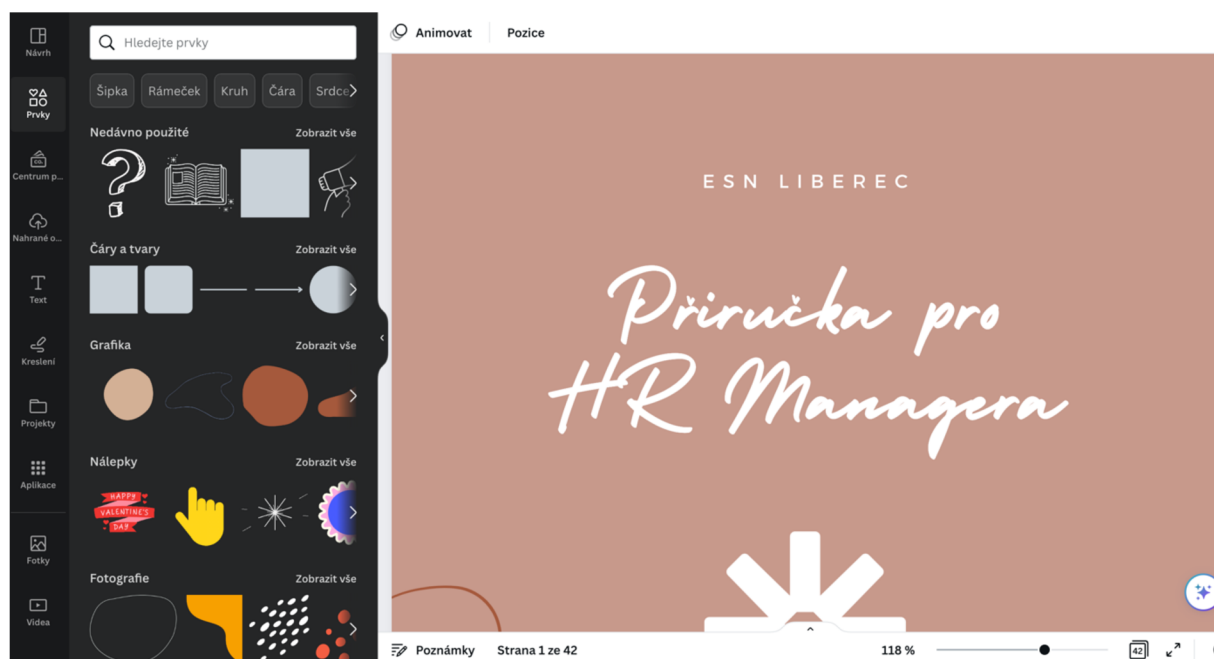 Návrh
Prvky
Centrum p...
Nahrané o...
Text
Kreslení
Projekty
Aplikace
Fotky
Videa
Hledejte prvky
Šipka Rámeček Kruh Čára Srdce
Nedávno použité Zobrazit vše
Čáry a tvary Zobrazit vše
Grafika Zobrazit vše
Nálepky Zobrazit vše
HAPPY
VALENTINE'S
DAY
Fotografie Zobrazit vše
Animovat Pozice
ESN LIBEREC
Přiručka pro
HR Managera
Poznámky Strana 1 ze 42 118 % 42